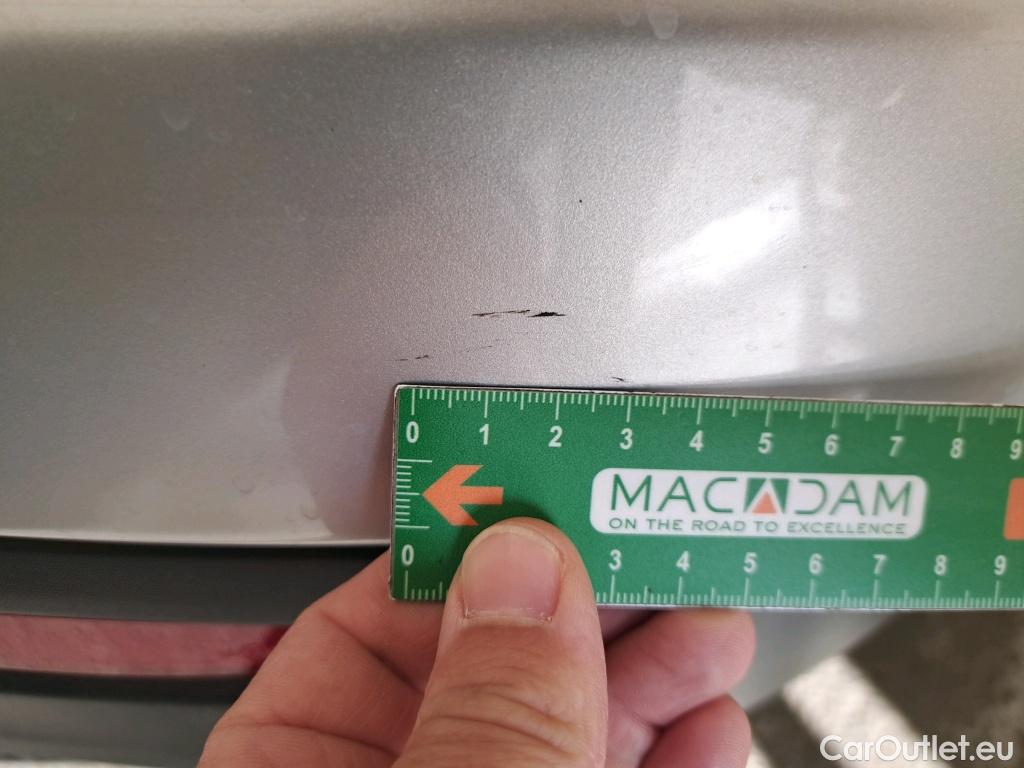 0 1 2 3 4 5 6 7 8 9
MACADAM
ON THE ROAD TO EXCELLENCE
0 3 4 5 6 7 8 9
CarOutlet.eu